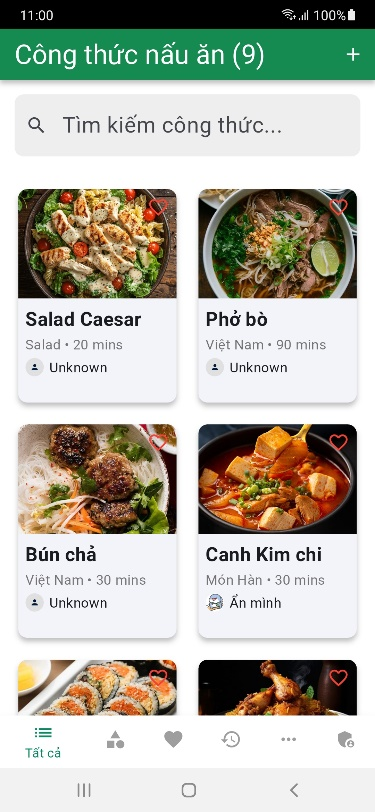 11:00
100%
Công thức nấu ăn (9)
+
Tìm kiếm công thức...
Salad Caesar
Salad • 20 mins
Unknown
Phở bò
Việt Nam • 90 mins
Unknown
Bún chả
Việt Nam • 30 mins
Unknown
Canh Kim chi
Món Hàn • 30 mins
Ẩn mình
Tất cả